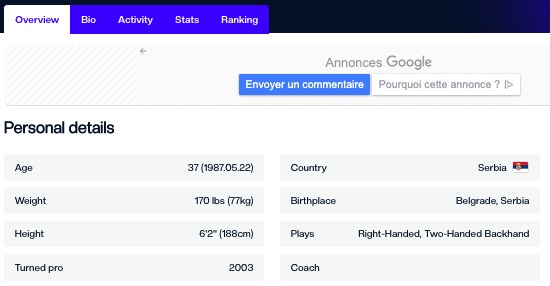 Overview Bio Activity Stats Ranking
Annonces Google
Envoyer un commentaire Pourquoi cette annonce ?
Personal details
Age 37 (1987.05.22)
Country Serbia
Weight 170 lbs (77kg)
Birthplace Belgrade, Serbia
Height 6'2" (188cm)
Plays Right-Handed, Two-Handed Backhand
Turned pro 2003
Coach